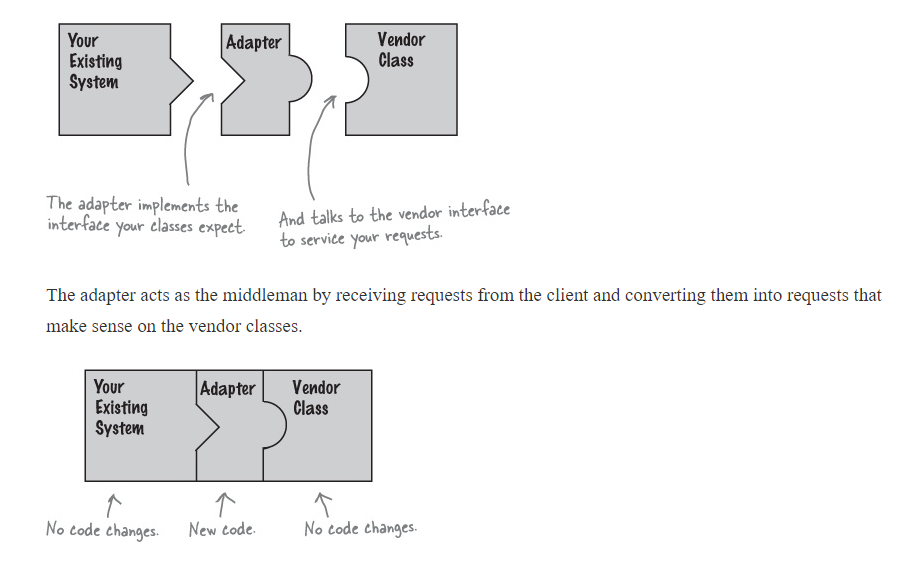 Your
Existing
System
Adapter
Vendor
Class
The adapter implements the
interface your classes expect.
And talks to the vendor interface
to service your requests.
The adapter acts as the middleman by receiving requests from the client and converting them into requests that
make sense on the vendor classes.
Your
Existing
System
Adapter
Vendor
Class
No code changes.
New code.
No code changes.